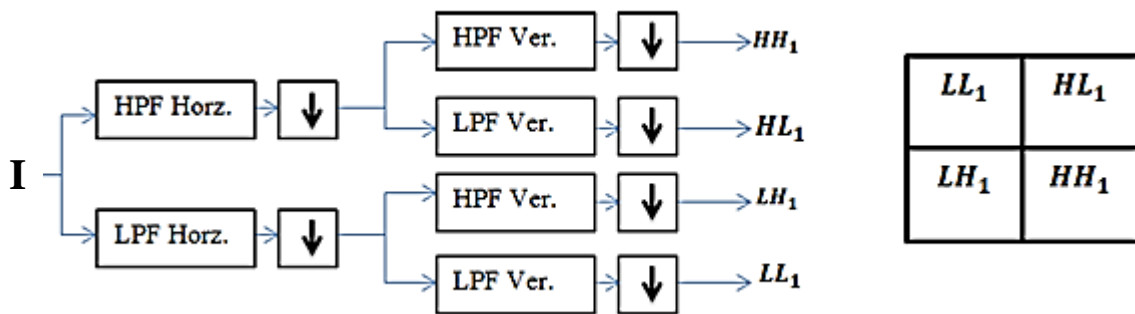 HPF Ver.
HH₁
HPF Horz.
LPF Ver.
HL₁
I
HPF Ver.
LH₁
LPF Horz.
LPF Ver.
LL₁
LL₁ HL₁
LH₁ HH₁